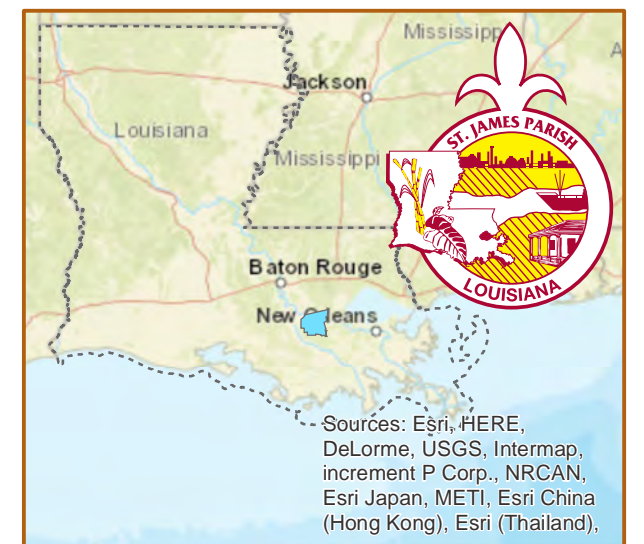 Mississipp
A
Jackson
Louisiana
Mississippi
ST. JAMES PARISH
LOUISIANA
Baton Rouge
New Orleans
Sources: Esri, HERE,
DeLorme, USGS, Intermap,
increment P Corp., NRCAN,
Esri Japan, METI, Esri China
(Hong Kong), Esri (Thailand),